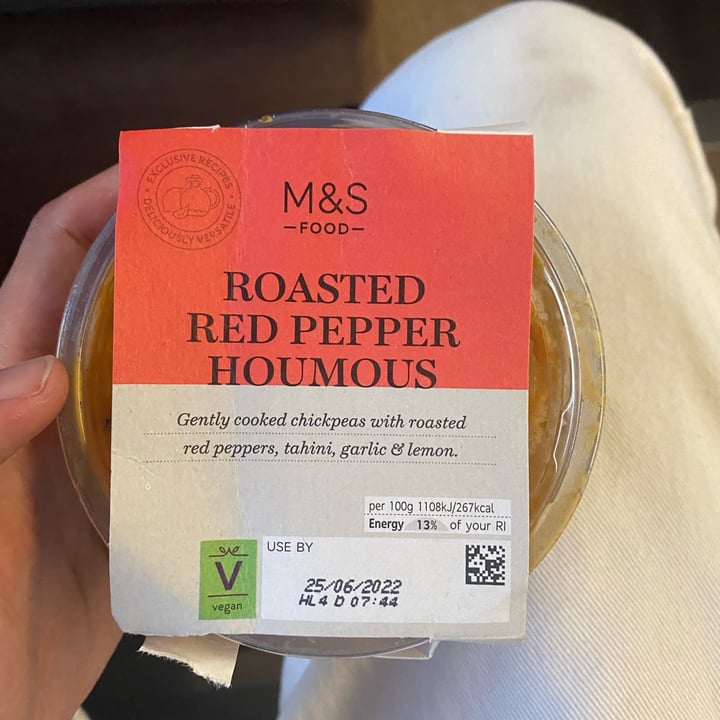 EXCLUSIVE RECIPES
DELICIOUSLY VERSATILE
M&S
FOOD
ROASTED
RED PEPPER
HOUMOUS
Gently cooked chickpeas with roasted
red peppers, tahini, garlic & lemon.
per 100g 1108kJ/267kcal
Energy 13% of your RI
V
vegan
USE BY
25/06/2022
HL4 D 07:44